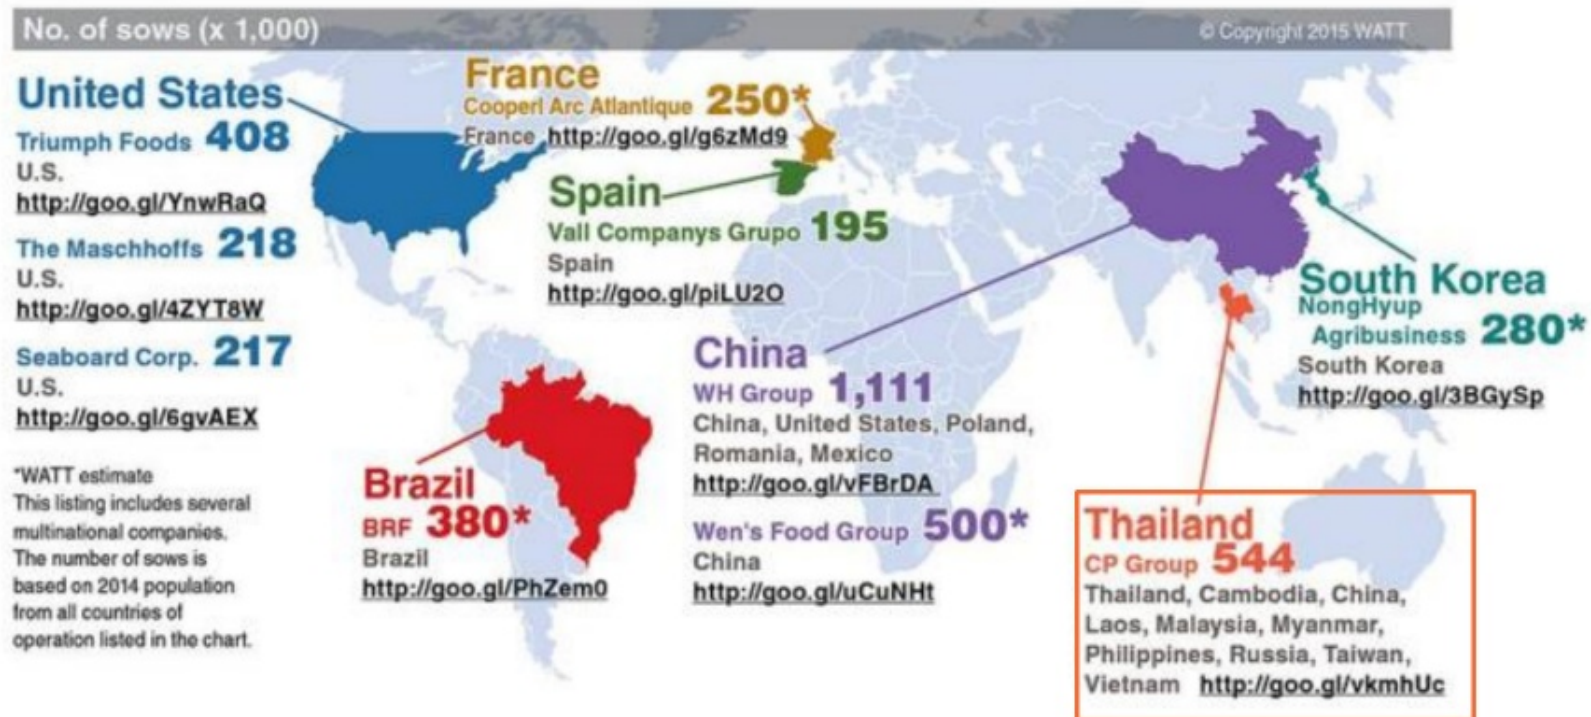 No. of sows (x 1,000)
© Copyright 2015 WATT
United States
Triumph Foods 408
U.S.
http://goo.gl/YnwRaQ
The Maschhoffs 218
U.S.
http://goo.gl/4ZYT8W
Seaboard Corp. 217
U.S.
http://goo.gl/6gvAEX
*WATT estimate
This listing includes several
multinational companies.
The number of sows is
based on 2014 population
from all countries of
operation listed in the chart.
France
Cooperl Arc Atlantique 250*
France http://goo.gl/g6zMd9
Spain
Vall Companys Grupo 195
Spain
http://goo.gl/piLU2O
Brazil
BRF 380*
Brazil
http://goo.gl/PhZem0
China
WH Group 1,111
China, United States, Poland,
Romania, Mexico
http://goo.gl/vFBrDA
Wen's Food Group 500*
China
http://goo.gl/uCuNHt
South Korea
NongHyup
Agribusiness 280*
South Korea
http://goo.gl/3BGySp
Thailand
CP Group 544
Thailand, Cambodia, China,
Laos, Malaysia, Myanmar,
Philippines, Russia, Taiwan,
Vietnam http://goo.gl/vkmhUc